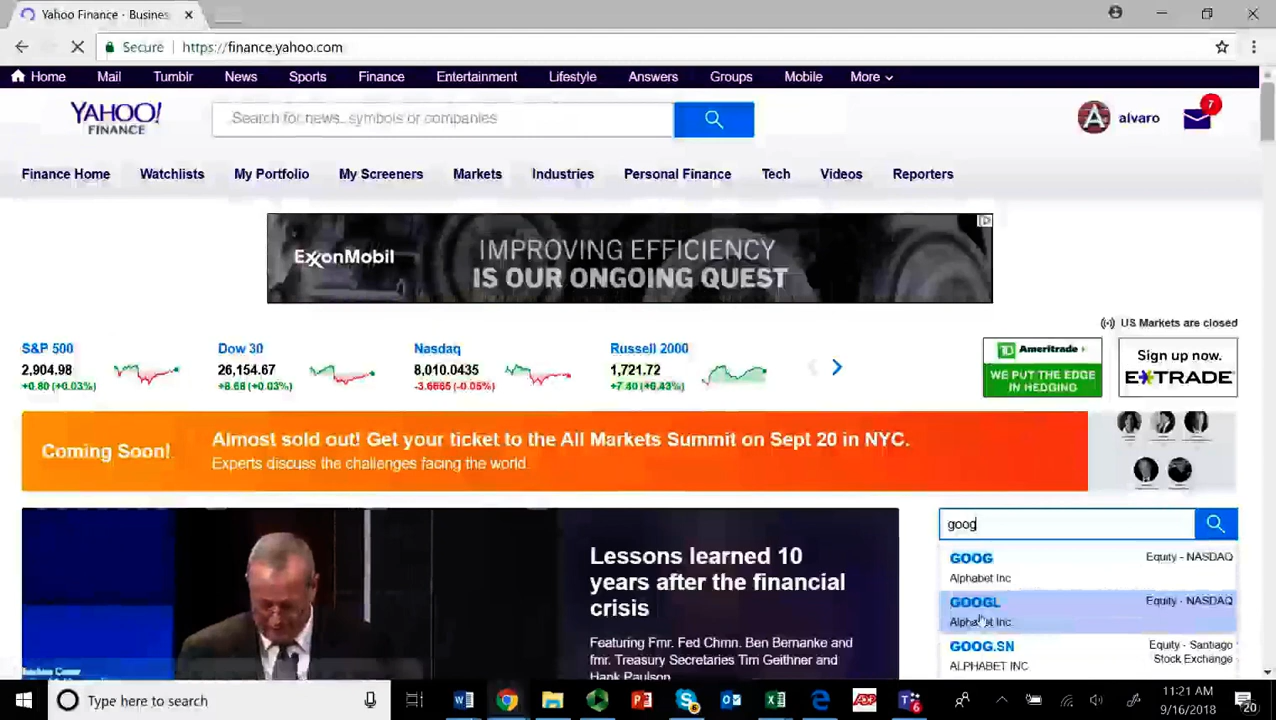 Yahoo Finance - Busines
Secure https://finance.yahoo.com
Home Mail Tumblr News Sports Finance Entertainment Lifestyle Answers Groups Mobile More
YAHOO!
FINANCE
Search for news, symbols or companies
A alvaro 7
Finance Home Watchlists My Portfolio My Screeners Markets Industries Personal Finance Tech Videos Reporters
ExxonMobil
IMPROVING EFFICIENCY
IS OUR ONGOING QUEST
US Markets are closed
S&P 500
2,904.98
+0.80 (+0.03%)
Dow 30
26,154.67
+8.68 (+0.03%)
Nasdaq
8,010.0435
-3.6665 (-0.05%)
Russell 2000
1,721.72
+7.40 (+0.43%)
TD Ameritrade
WE PUT THE EDGE
IN HEDGING
Sign up now.
E*TRADE
Coming Soon!
Almost sold out! Get your ticket to the All Markets Summit on Sept 20 in NYC.
Experts discuss the challenges facing the world.
Lessons learned 10
years after the financial
crisis
Featuring Fmr. Fed Chmn. Ben Bernanke and
fmr. Treasury Secretaries Tim Geithner and
Hank Paulson
goog
GOOG Equity - NASDAQ
Alphabet Inc
GOOGL Equity - NASDAQ
Alphabet Inc
GOOG.SN Equity - Santiago
Stock Exchange
ALPHABET INC
Type here to search
ADP
11:21 AM
9/16/2018
20